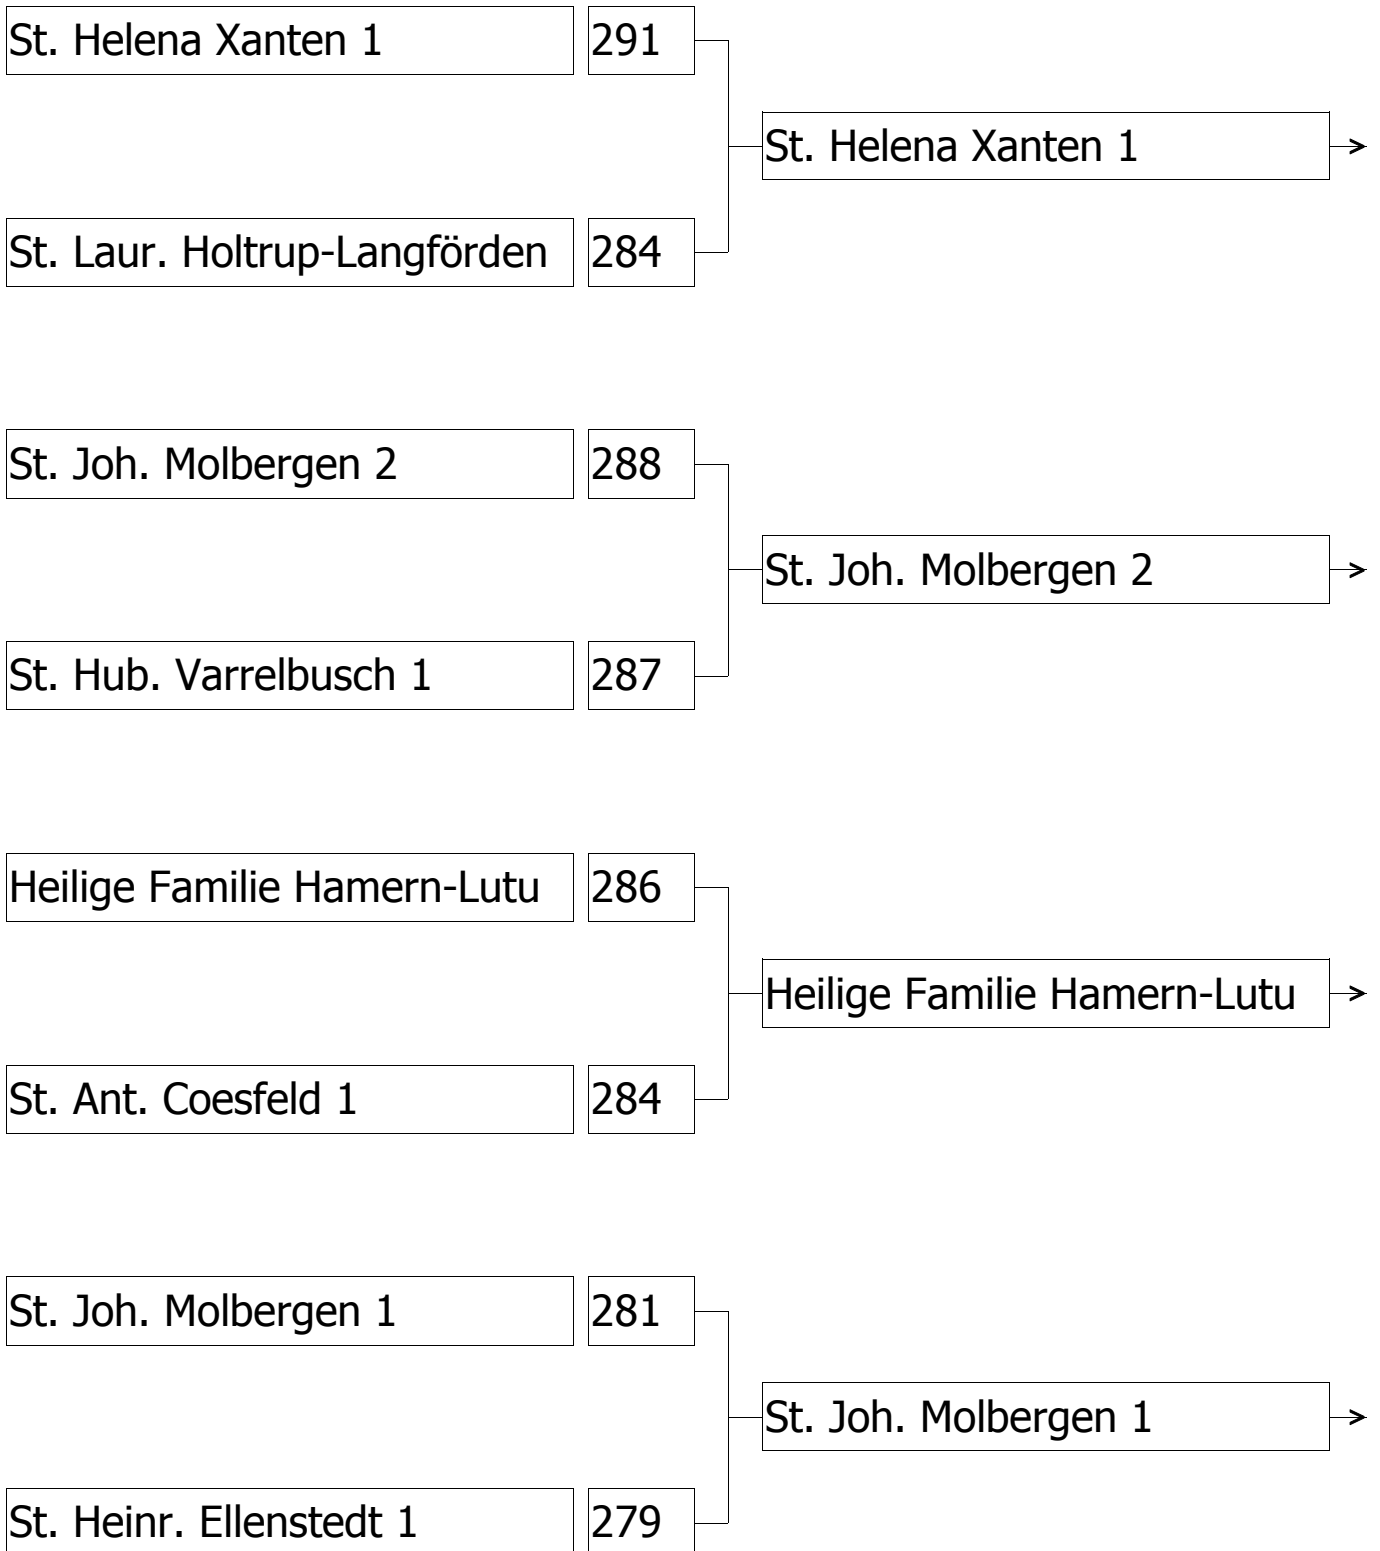 St. Helena Xanten 1 291
St. Helena Xanten 1
St. Laur. Holtrup-Langförden 284
St. Joh. Molbergen 2 288
St. Joh. Molbergen 2
St. Hub. Varrelbusch 1 287
Heilige Familie Hamern-Lutu 286
Heilige Familie Hamern-Lutu
St. Ant. Coesfeld 1 284
St. Joh. Molbergen 1 281
St. Joh. Molbergen 1
St. Heinr. Ellenstedt 1 279